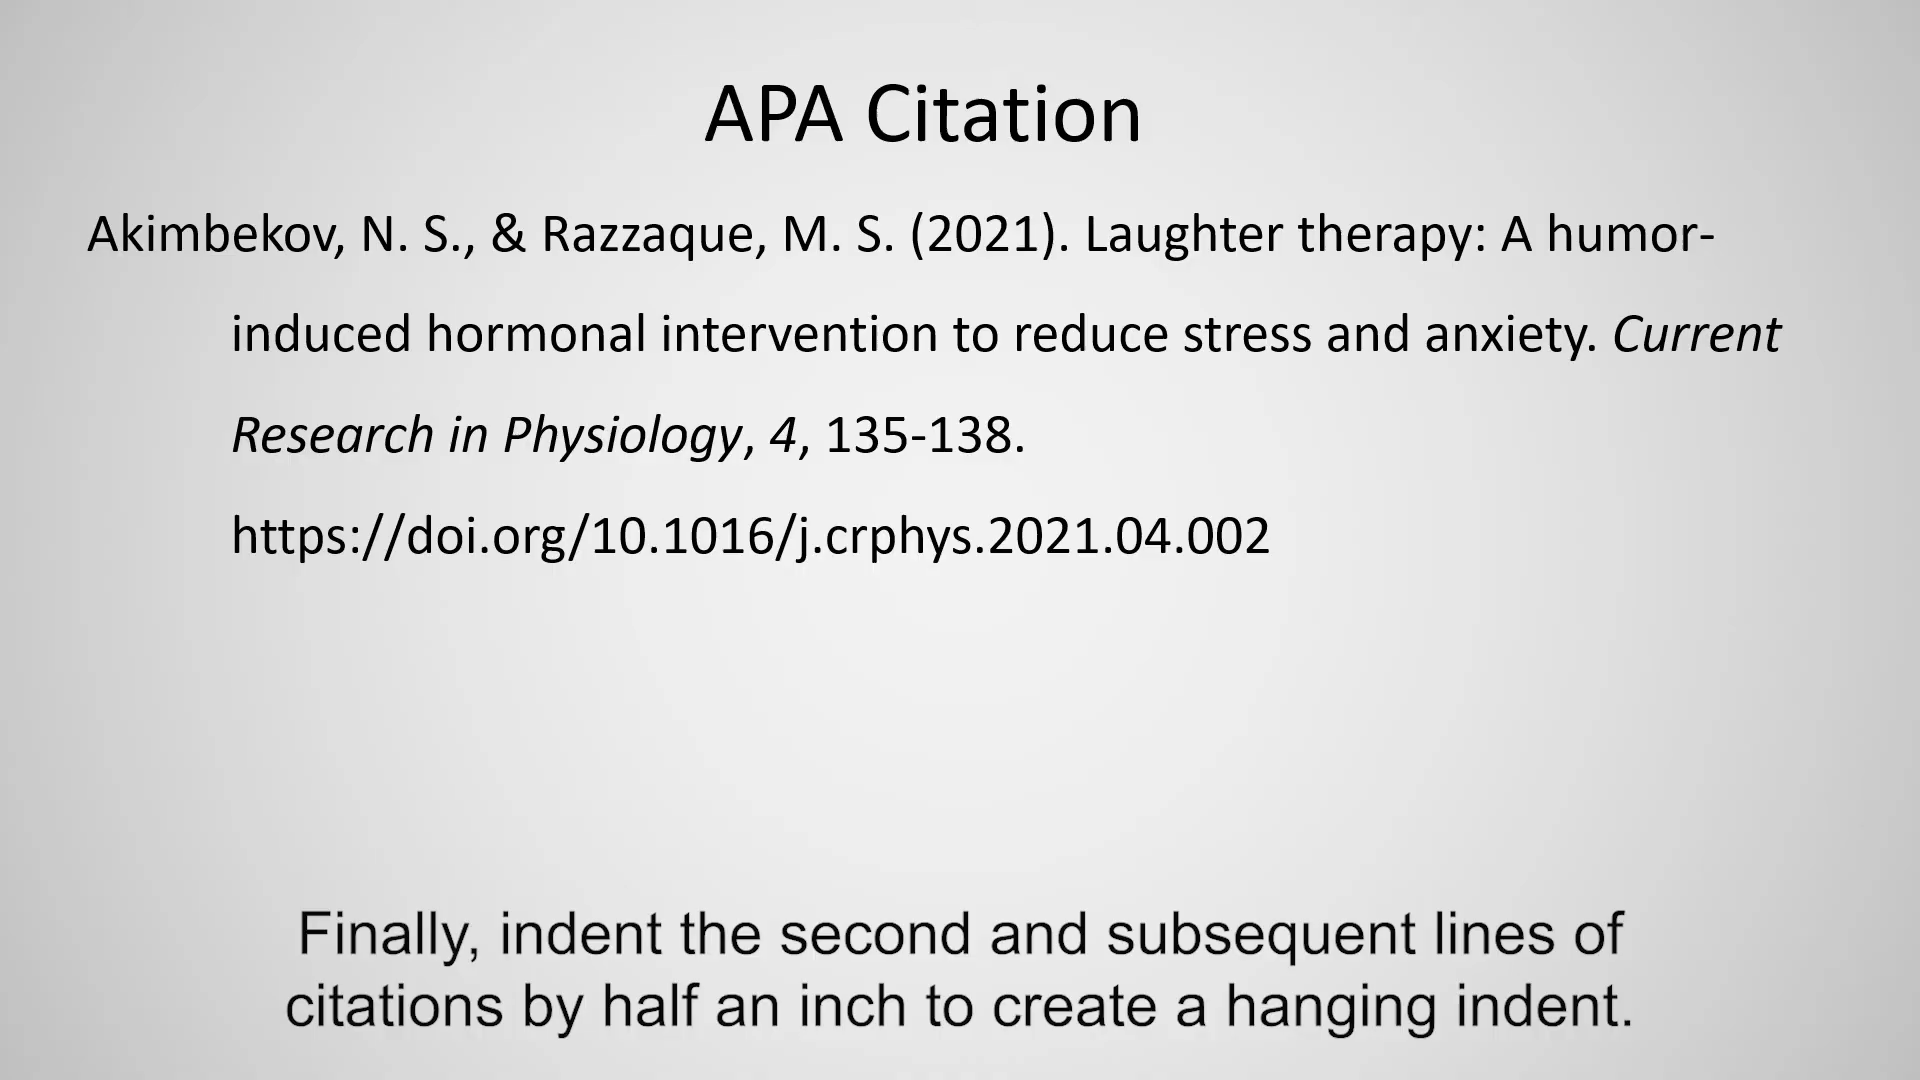 APA Citation
Akimbekov, N. S., & Razzaque, M. S. (2021). Laughter therapy: A humor-
induced hormonal intervention to reduce stress and anxiety. Current
Research in Physiology, 4, 135-138.
https://doi.org/10.1016/j.crphys.2021.04.002
Finally, indent the second and subsequent lines of
citations by half an inch to create a hanging indent.